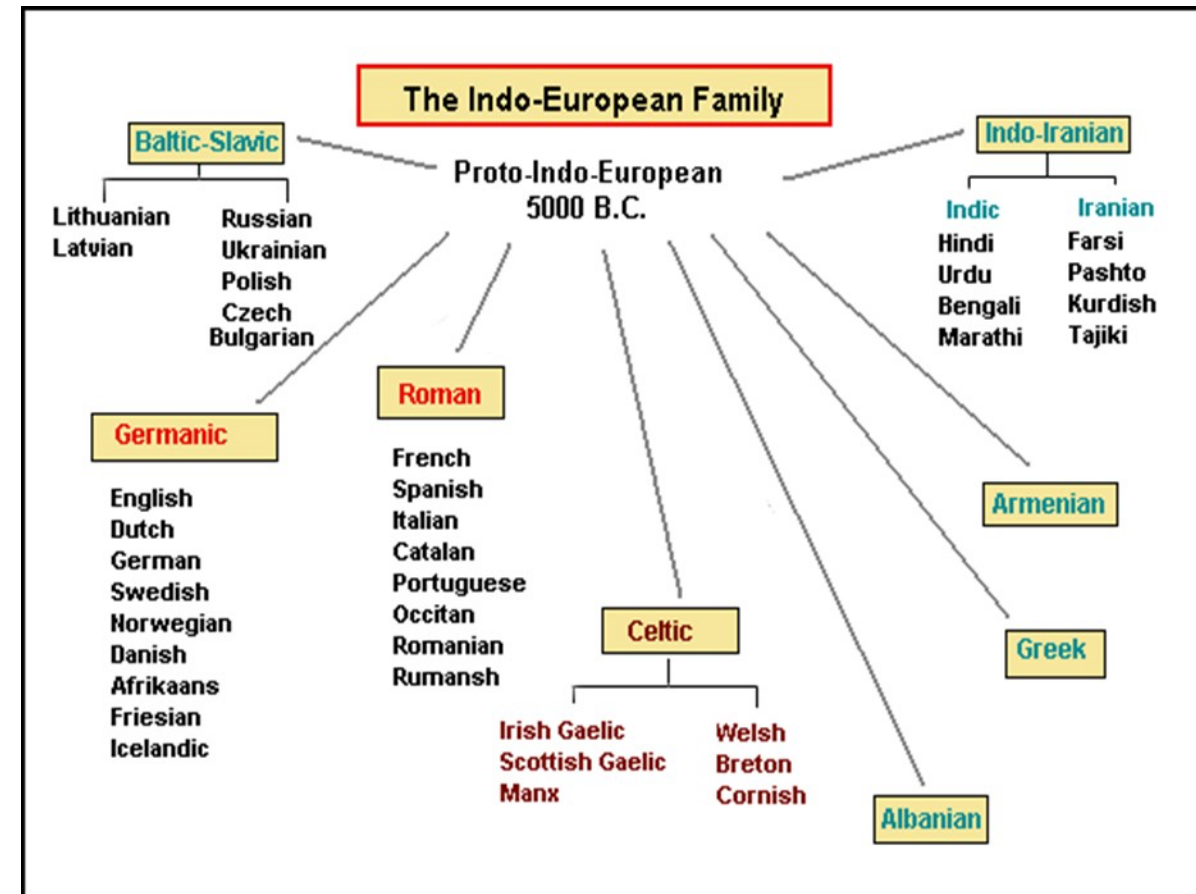 The Indo-European Family
Proto-Indo-European
5000 B.C.
Baltic-Slavic
Lithuanian
Latvian
Russian
Ukrainian
Polish
Czech
Bulgarian
Germanic
English
Dutch
German
Swedish
Norwegian
Danish
Afrikaans
Friesian
Icelandic
Roman
French
Spanish
Italian
Catalan
Portuguese
Occitan
Romanian
Rumansh
Celtic
Irish Gaelic
Scottish Gaelic
Manx
Welsh
Breton
Cornish
Albanian
Greek
Armenian
Indo-Iranian
Indic
Hindi
Urdu
Bengali
Marathi
Iranian
Farsi
Pashto
Kurdish
Tajiki